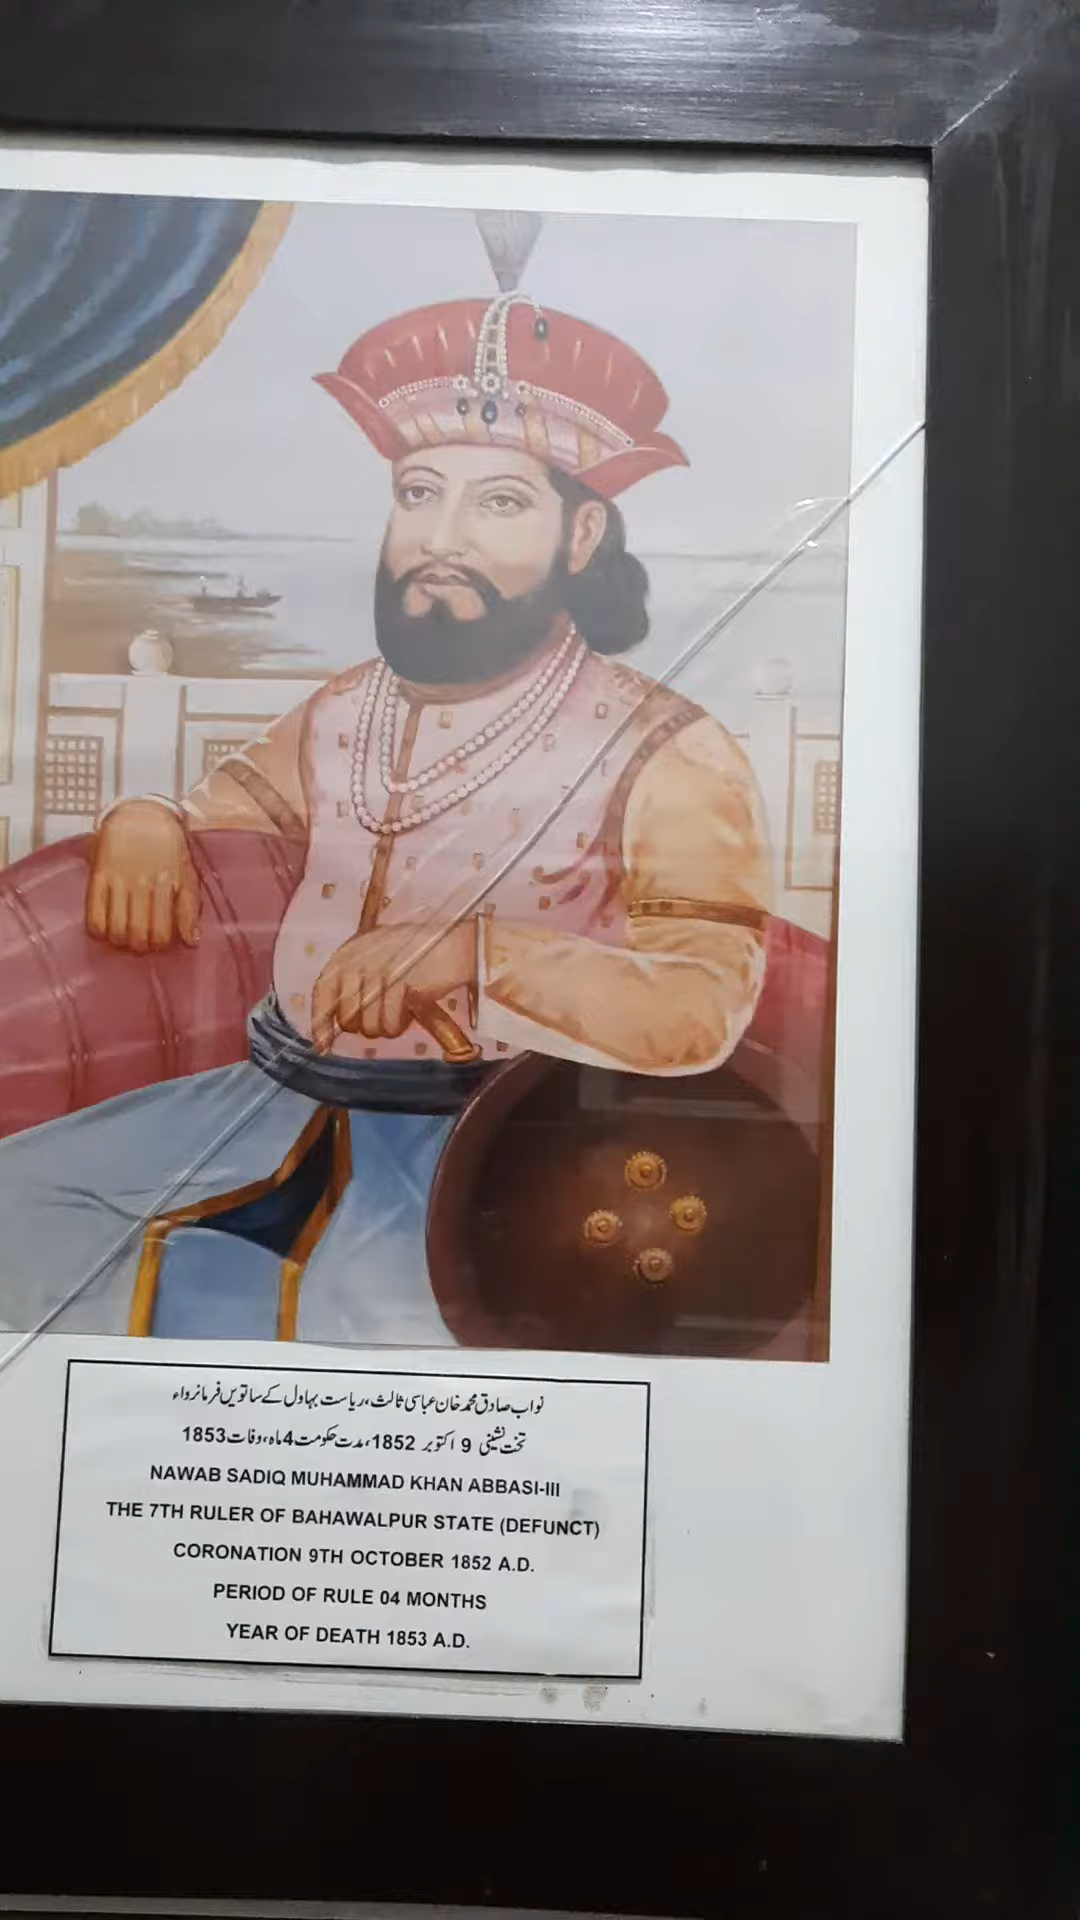 نواب صادق محمد خان عباسی ثالث، ریاست بہاول کے ساتویں فرمانرواء
تخت نشینی 9 اکتوبر 1852، مدت حکومت 4 ماہ، وفات 1853
NAWAB SADIQ MUHAMMAD KHAN ABBASI-III
THE 7TH RULER OF BAHAWALPUR STATE (DEFUNCT)
CORONATION 9TH OCTOBER 1852 A.D.
PERIOD OF RULE 04 MONTHS
YEAR OF DEATH 1853 A.D.